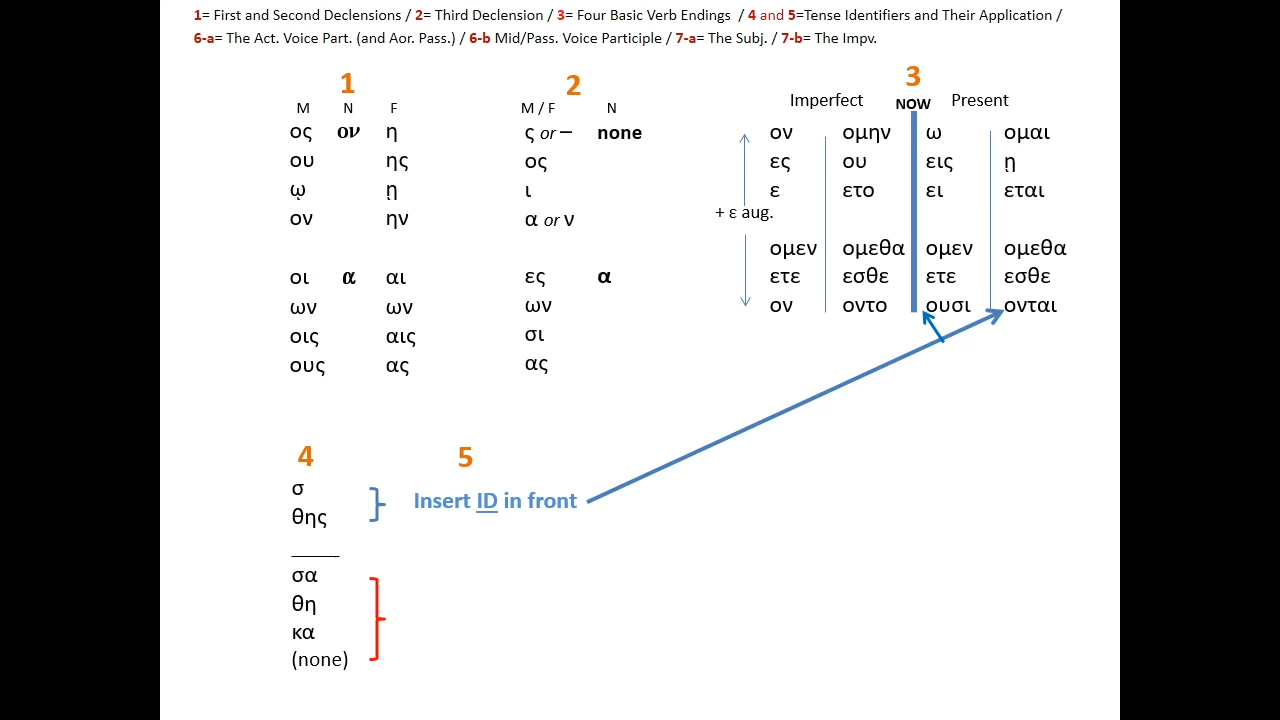 1= First and Second Declensions / 2= Third Declension / 3= Four Basic Verb Endings / 4 and 5=Tense Identifiers and Their Application /
6-a= The Act. Voice Part. (and Aor. Pass.) / 6-b Mid/Pass. Voice Participle / 7-a= The Subj. / 7-b= The Impv.
1 2 3
Imperfect NOW Present
M N F M / F N
ος ον η ς or – none ον ομην ω ομαι
ου ης ος ες ου εις ῃ
ῳ ῃ ι ε ετο ει εται
ον ην α or ν + ε aug.
ομεν ομεθα ομεν ομεθα
οι α αι ες α ετε εσθε ετε εσθε
ων ων ων ον οντο ουσι ονται
οις αις σι
ους ας ας
4 5
σ
θης
Insert ID in front
σα
θη
κα
(none)